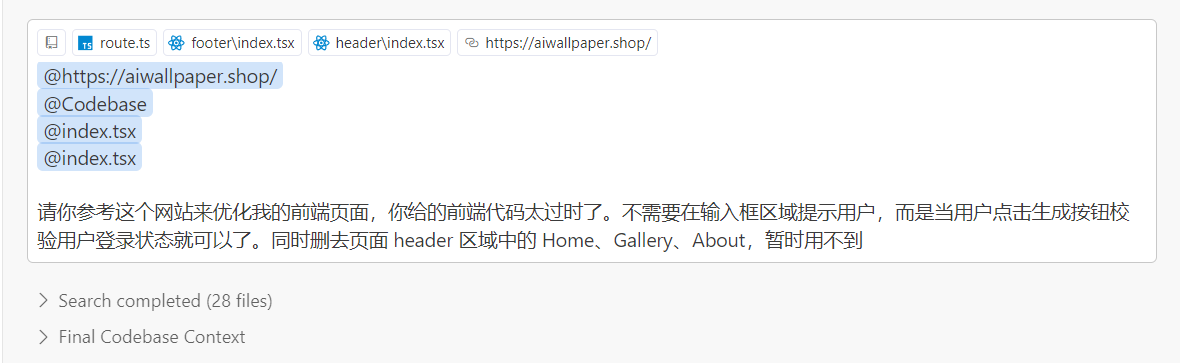 route.ts footer\index.tsx header\index.tsx https://aiwallpaper.shop/
@https://aiwallpaper.shop/
@Codebase
@index.tsx
@index.tsx
请你参考这个网站来优化我的前端页面，你给的前端代码太过时了。不需要在输入框区域提示用户，而是当用户点击生成按钮校
验用户登录状态就可以了。同时删去页面 header 区域中的 Home、Gallery、About，暂时用不到
Search completed (28 files)
Final Codebase Context